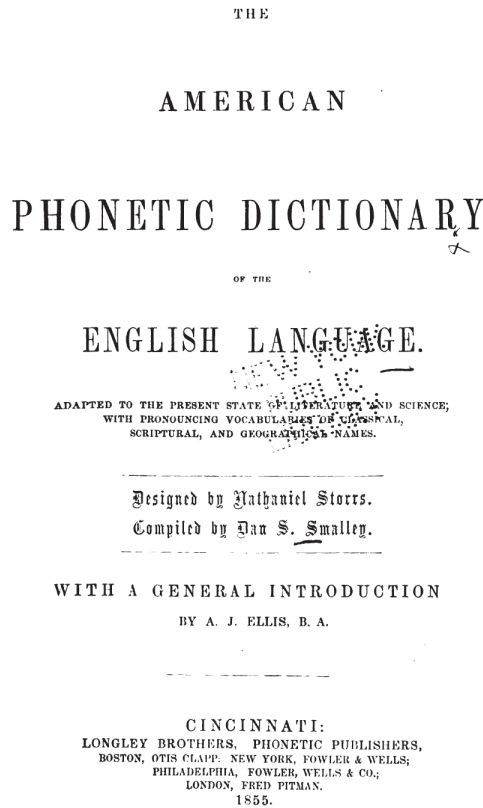 THE
AMERICAN
PHONETIC DICTIONARY
OF THE
ENGLISH LANGUAGE.
NEW YORK
PUBLIC
ADAPTED TO THE PRESENT STATE OF LITERATURE AND SCIENCE;
WITH PRONOUNCING VOCABULARIES OF CLASSICAL,
SCRIPTURAL, AND GEOGRAPHICAL NAMES.
Designed by Nathaniel Storrs.
Compiled by Dan S. Smalley.
WITH A GENERAL INTRODUCTION
BY A. J. ELLIS, B. A.
CINCINNATI:
LONGLEY BROTHERS, PHONETIC PUBLISHERS,
BOSTON, OTIS CLAPP: NEW YORK, FOWLER & WELLS;
PHILADELPHIA, FOWLER, WELLS & CO.;
LONDON, FRED PITMAN.
1855.